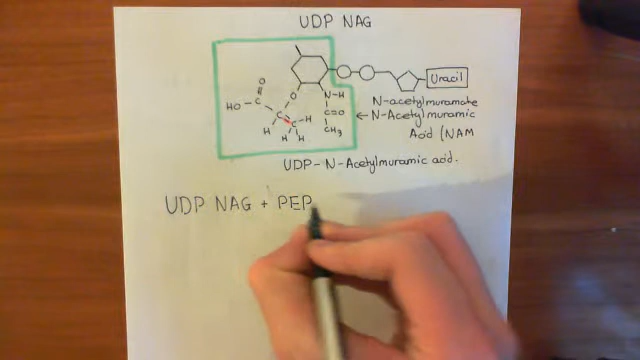 UDP NAG
O
HO C
O
Uracil
N-H
C C-H
H H H
C=O
CH3
N-acetylmuramate
← N-Acetylmuramic
Acid (NAM
UDP-N-Acetylmuramic acid.
UDP NAG + PEP